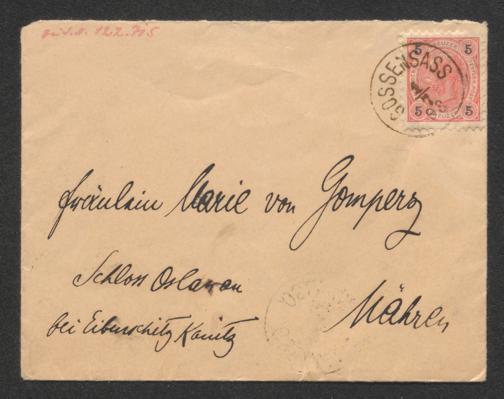 5 5
GOSSENSASS
5 5
Fräulein Marie von Gomperz
Schloss Oslawan
bei Eibenschitz Kanitz
Mähren